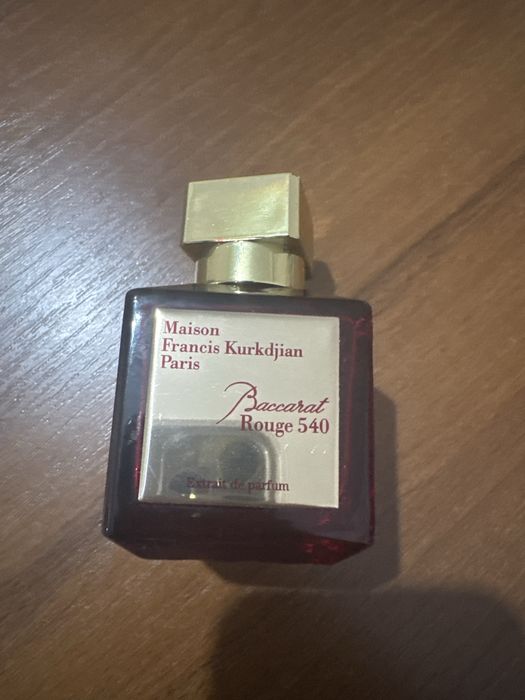 Maison
Francis Kurkdjian
Paris
Baccarat
Rouge 540
Extrait de parfum